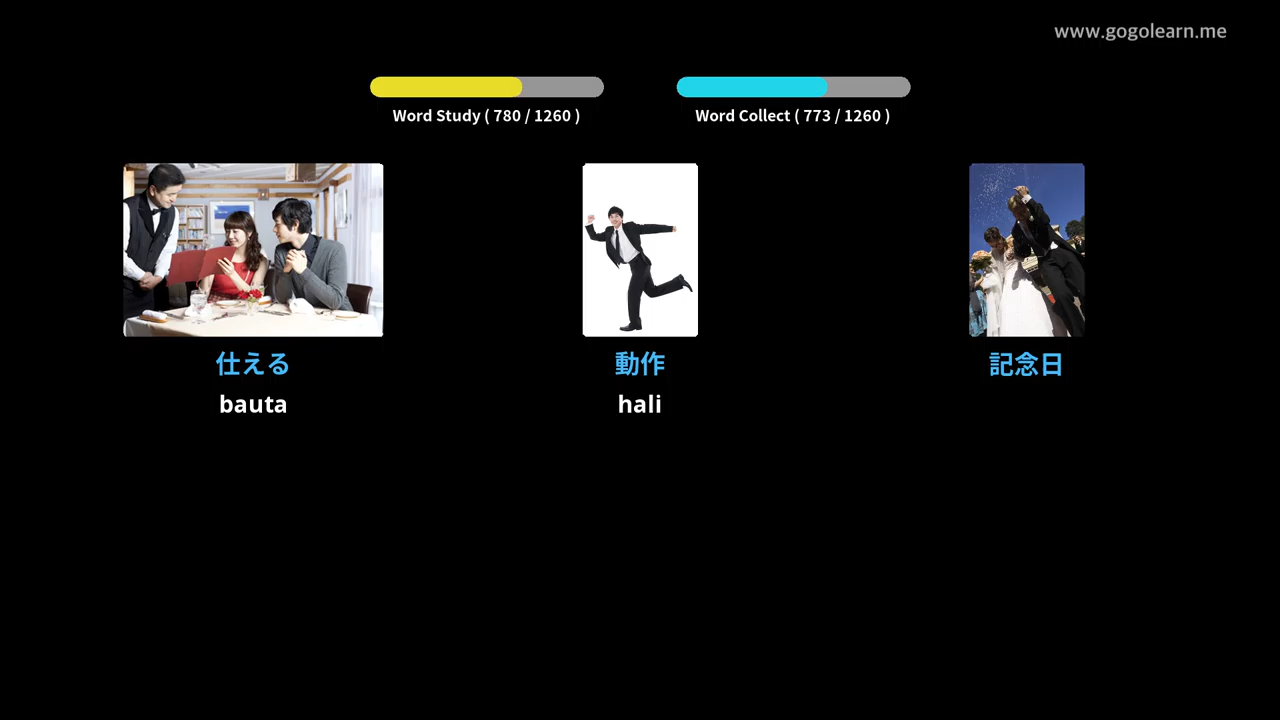 www.gogolearn.me
Word Study ( 780 / 1260 )
Word Collect ( 773 / 1260 )
仕える
動作
記念日
bauta
hali